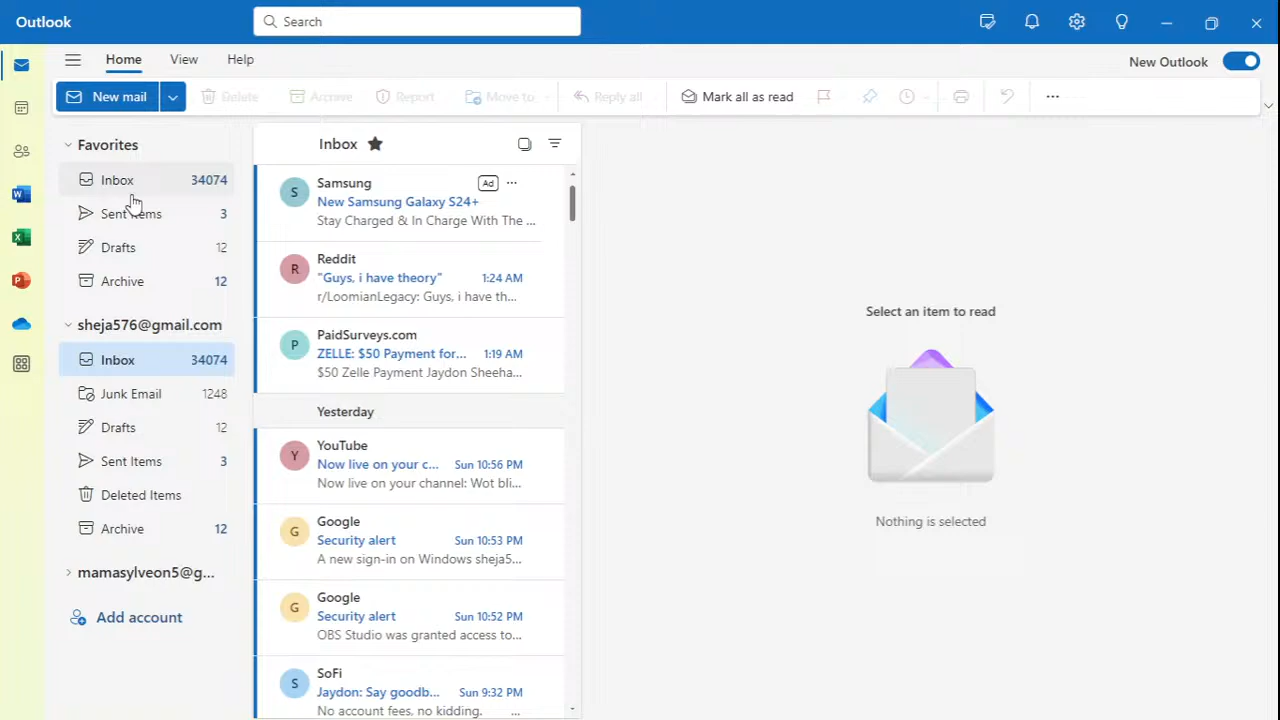 Outlook
Search
Home View Help
New Outlook
New mail
Delete
Archive
Report
Move to
Reply all
Mark all as read
Favorites
Inbox 34074
Sent Items 3
Drafts 12
Archive 12
sheja576@gmail.com
Inbox 34074
Junk Email 1248
Drafts 12
Sent Items 3
Deleted Items
Archive 12
mamasylveon5@g...
Add account
Inbox
S
Samsung Ad ...
New Samsung Galaxy S24+
Stay Charged & In Charge With The ...
R
Reddit
"Guys, i have theory" 1:24 AM
r/LoomianLegacy: Guys, i have th...
P
PaidSurveys.com
ZELLE: $50 Payment for... 1:19 AM
$50 Zelle Payment Jaydon Sheeha...
Yesterday
Y
YouTube
Now live on your c... Sun 10:56 PM
Now live on your channel: Wot bli...
G
Google
Security alert Sun 10:53 PM
A new sign-in on Windows sheja5...
G
Google
Security alert Sun 10:52 PM
OBS Studio was granted access to...
S
SoFi
Jaydon: Say goodb... Sun 9:32 PM
No account fees, no kidding. ...
Select an item to read
Nothing is selected